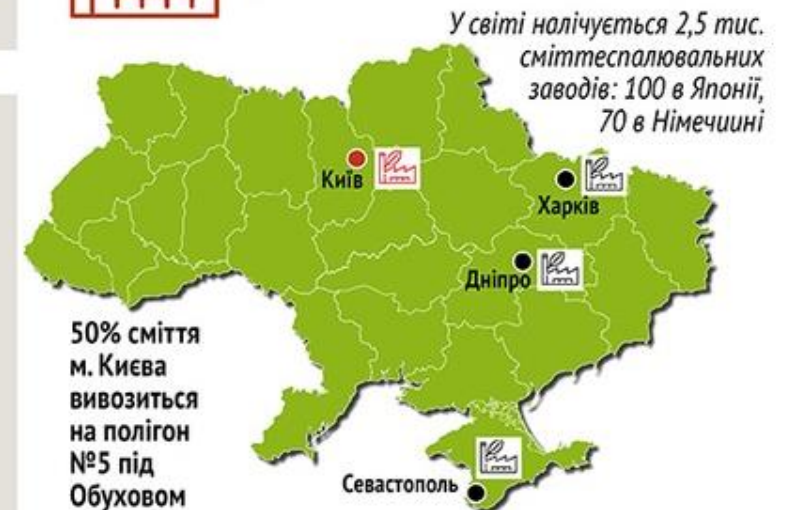 У світі налічується 2,5 тис.
сміттєспалювальних
заводів: 100 в Японії,
70 в Німеччині
Київ
Харків
Дніпро
50% сміття
м. Києва
вивозиться
на полігон
№5 під
Обуховом
Севастополь